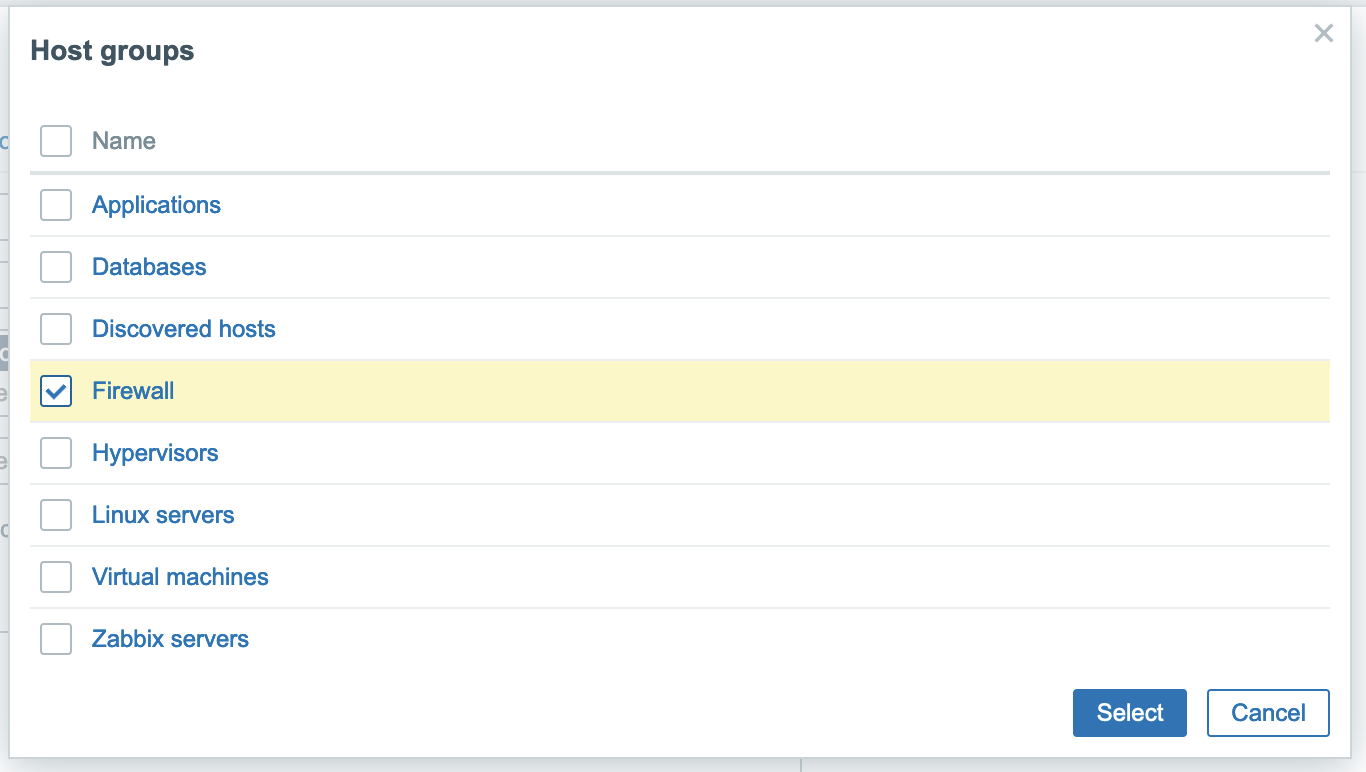 Host groups
Name
Applications
Databases
Discovered hosts
Firewall
Hypervisors
Linux servers
Virtual machines
Zabbix servers
Select
Cancel